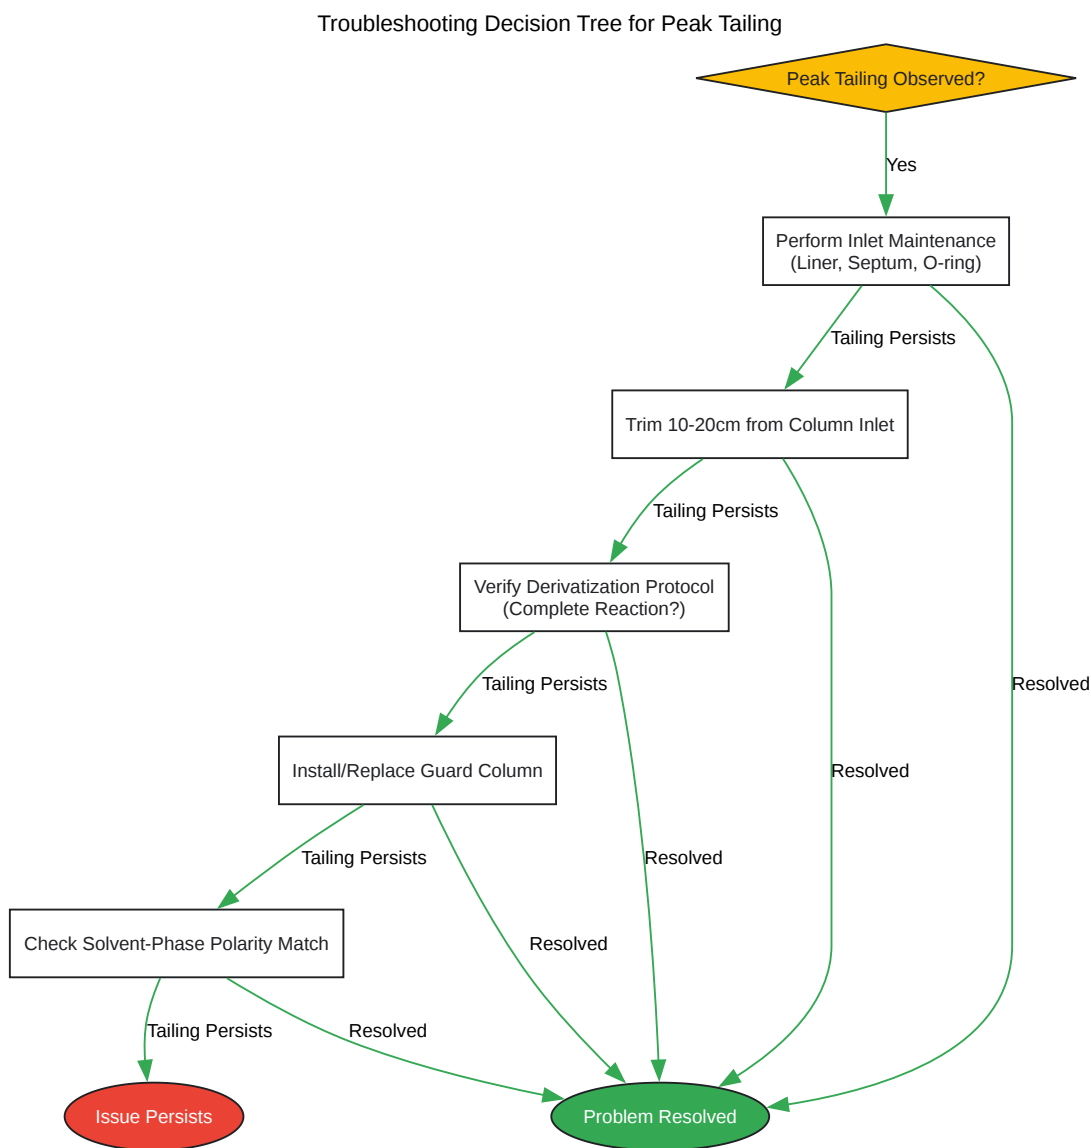 Troubleshooting Decision Tree for Peak Tailing
Peak Tailing Observed?
Yes
Perform Inlet Maintenance
(Liner, Septum, O-ring)
Tailing Persists
Trim 10-20cm from Column Inlet
Tailing Persists
Verify Derivatization Protocol
(Complete Reaction?)
Tailing Persists
Resolved
Install/Replace Guard Column
Resolved
Tailing Persists
Resolved
Check Solvent-Phase Polarity Match
Resolved
Tailing Persists
Resolved
Issue Persists
Problem Resolved